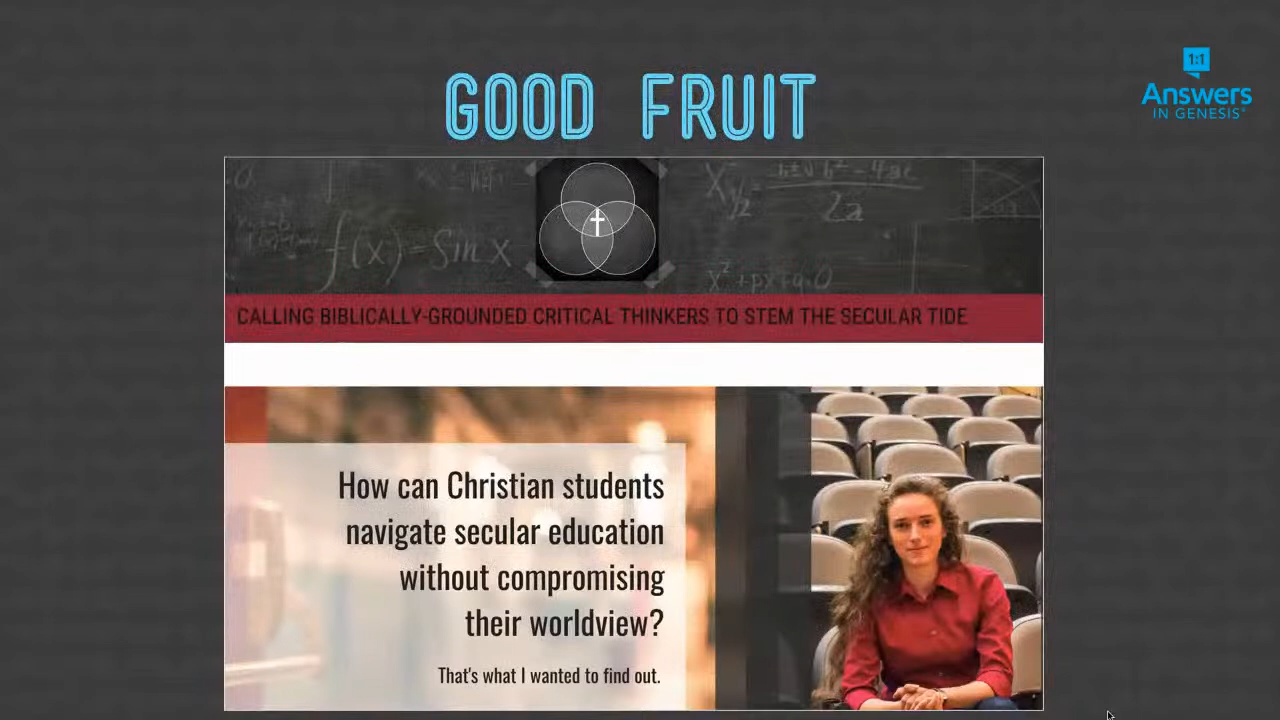 GOOD FRUIT
1:1
Answers
IN GENESIS
f(x)=Sin x
2a
CALLING BIBLICALLY-GROUNDED CRITICAL THINKERS TO STEM THE SECULAR TIDE
How can Christian students
navigate secular education
without compromising
their worldview?
That's what I wanted to find out.